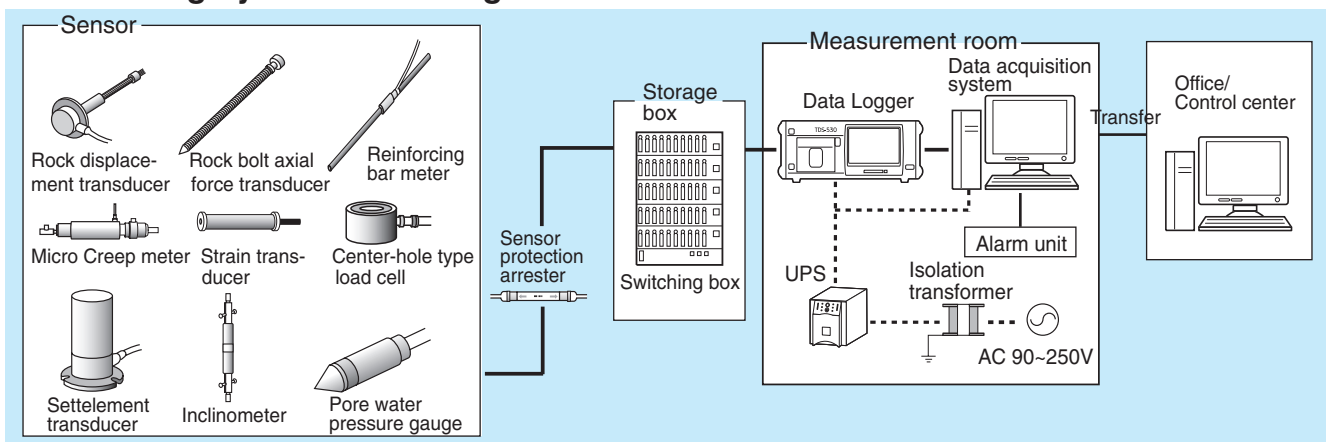 Sensor
Rock displace-
ment transducer
Rock bolt axial
force transducer
Reinforcing
bar meter
Micro Creep meter
Strain trans-
ducer
Center-hole type
load cell
Settelement
transducer
Inclinometer
Pore water
pressure gauge
Sensor
protection
arrester
Storage
box
Switching box
Measurement room
Data Logger
TDS-530
Data acquisition
system
Alarm unit
UPS
Isolation
transformer
AC 90~250V
Transfer
Office/
Control center